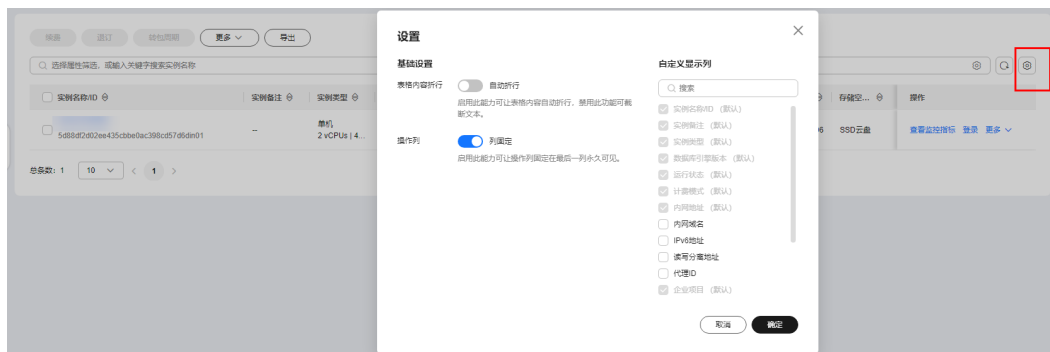 续费
退订
转包周期
更多
导出
选择属性筛选，或输入关键字搜索实例名称
实例名称/ID
实例备注
实例类型
存储空...
操作
5d88df2d02ee435cbbe0ac398cd57d6din01
--
单机
2 vCPUs | 4...
SSD云盘
查看监控指标 登录 更多
总条数：1
10
1
设置
基础设置
表格内容折行
自动折行
启用此能力可让表格内容自动折行，禁用此功能可截
断文本。
操作列
列固定
启用此能力可让操作列固定在最后一列永久可见。
自定义显示列
搜索
实例名称/ID （默认）
实例备注 （默认）
实例类型 （默认）
数据库引擎版本 （默认）
运行状态 （默认）
计费模式 （默认）
内网地址 （默认）
内网域名
IPv6地址
读写分离地址
代理ID
企业项目 （默认）
取消
确定